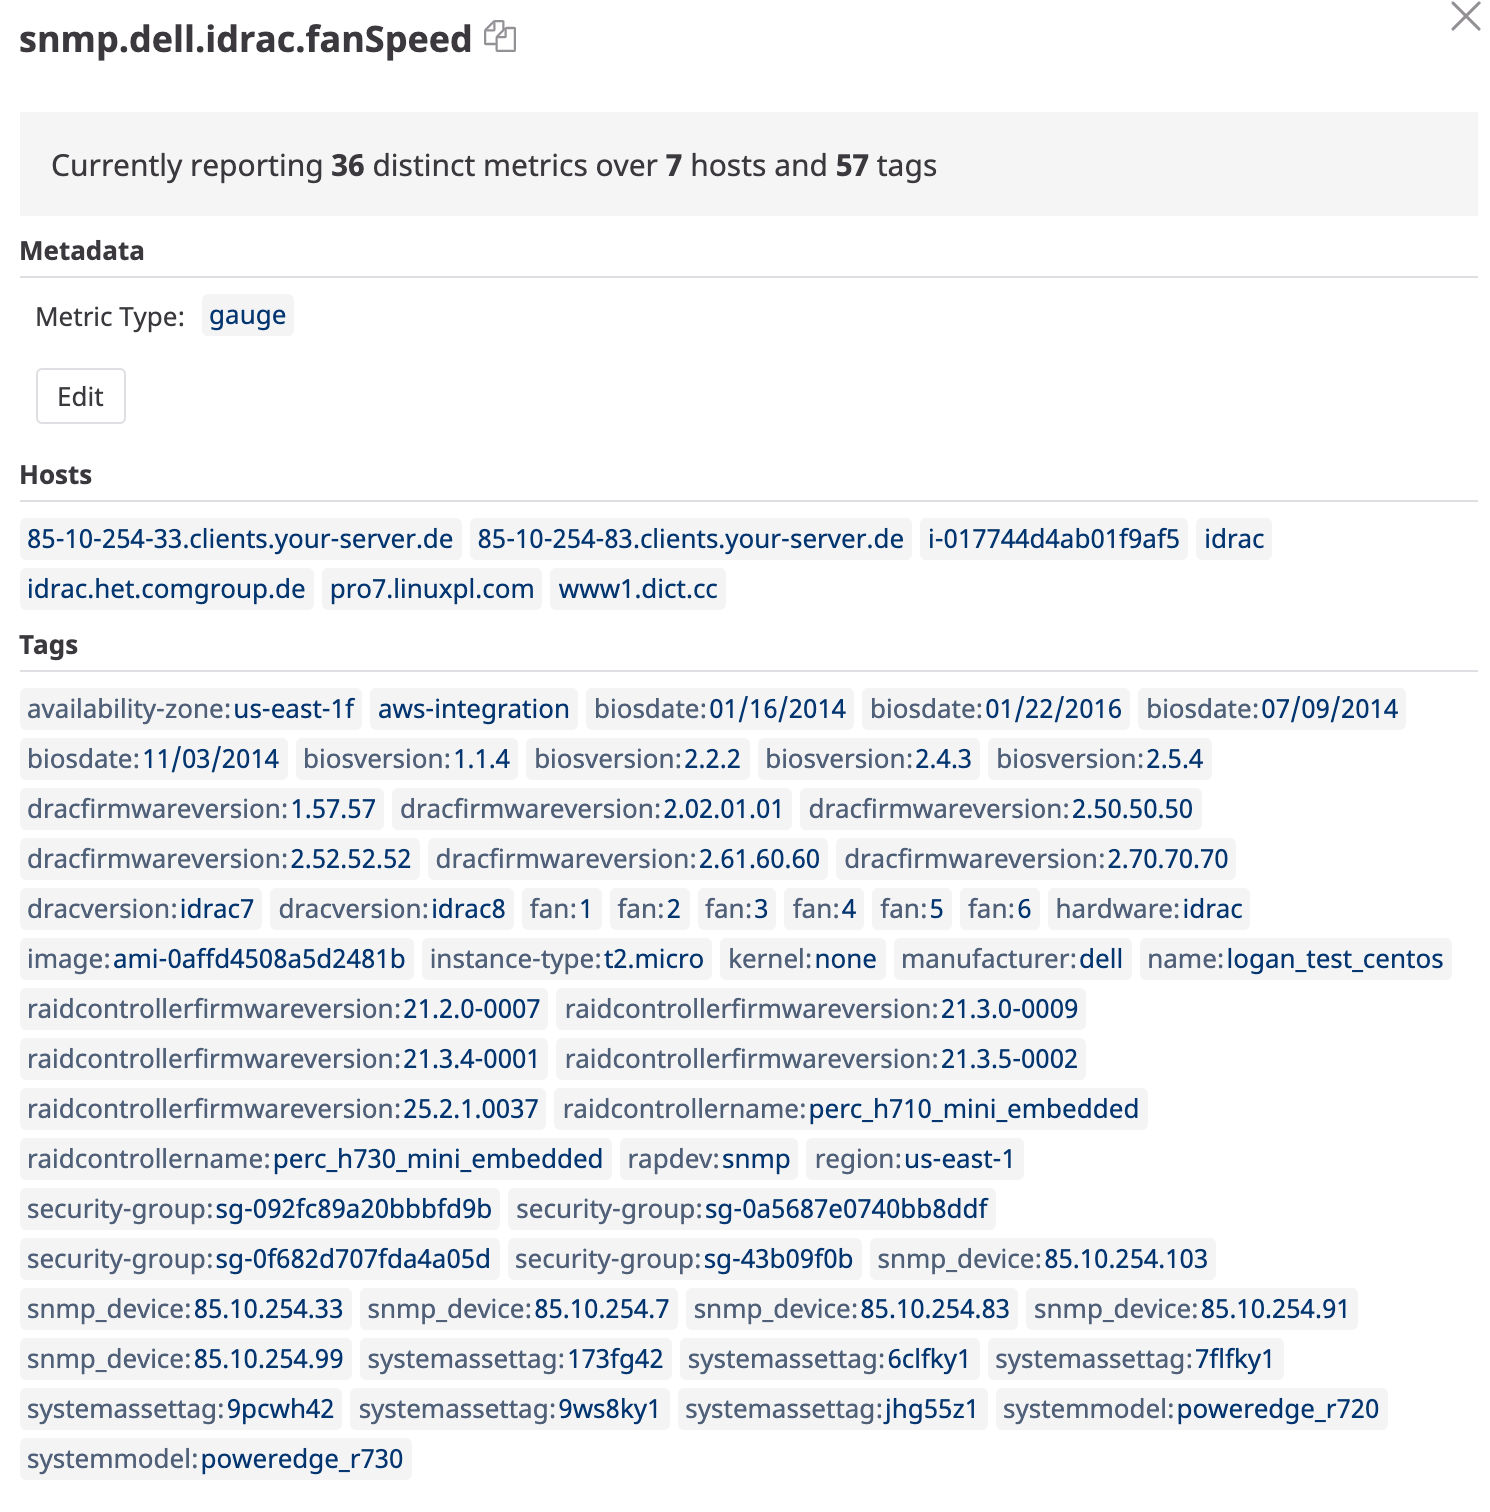 snmp.dell.idrac.fanSpeed
Currently reporting 36 distinct metrics over 7 hosts and 57 tags
Metadata
Metric Type: gauge
Edit
Hosts
85-10-254-33.clients.your-server.de 85-10-254-83.clients.your-server.de i-017744d4ab01f9af5 idrac
idrac.het.comgroup.de pro7.linuxpl.com www1.dict.cc
Tags
availability-zone:us-east-1f aws-integration biosdate:01/16/2014 biosdate:01/22/2016 biosdate:07/09/2014
biosdate:11/03/2014 biosversion:1.1.4 biosversion:2.2.2 biosversion:2.4.3 biosversion:2.5.4
dracfirmwareversion:1.57.57 dracfirmwareversion:2.02.01.01 dracfirmwareversion:2.50.50.50
dracfirmwareversion:2.52.52.52 dracfirmwareversion:2.61.60.60 dracfirmwareversion:2.70.70.70
dracversion:idrac7 dracversion:idrac8 fan:1 fan:2 fan:3 fan:4 fan:5 fan:6 hardware:idrac
image:ami-0affd4508a5d2481b instance-type:t2.micro kernel:none manufacturer:dell name:logan_test_centos
raidcontrollerfirmwareversion:21.2.0-0007 raidcontrollerfirmwareversion:21.3.0-0009
raidcontrollerfirmwareversion:21.3.4-0001 raidcontrollerfirmwareversion:21.3.5-0002
raidcontrollerfirmwareversion:25.2.1.0037 raidcontrollername:perc_h710_mini_embedded
raidcontrollername:perc_h730_mini_embedded rapdev:snmp region:us-east-1
security-group:sg-092fc89a20bbbfd9b security-group:sg-0a5687e0740bb8ddf
security-group:sg-0f682d707fda4a05d security-group:sg-43b09f0b snmp_device:85.10.254.103
snmp_device:85.10.254.33 snmp_device:85.10.254.7 snmp_device:85.10.254.83 snmp_device:85.10.254.91
snmp_device:85.10.254.99 systemassettag:173fg42 systemassettag:6clfky1 systemassettag:7flfky1
systemassettag:9pcwh42 systemassettag:9ws8ky1 systemassettag:jhg55z1 systemmodel:poweredge_r720
systemmodel:poweredge_r730